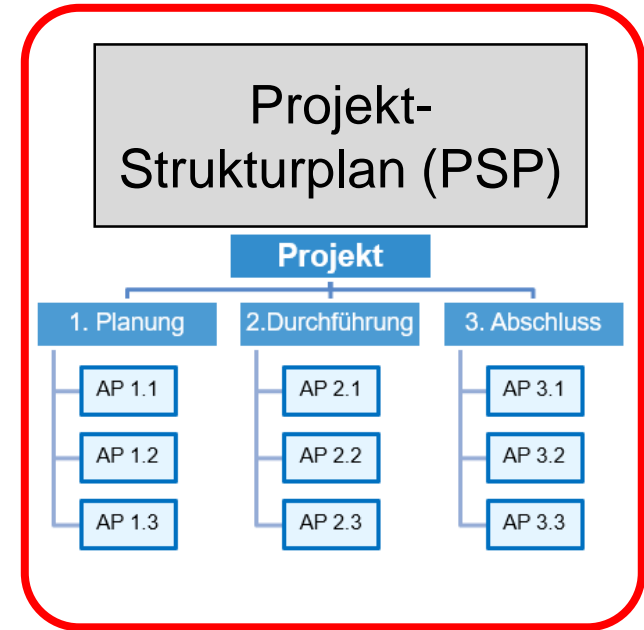 Projekt-
Strukturplan (PSP)
Projekt
1. Planung
2.Durchführung
3. Abschluss
AP 1.1
AP 2.1
AP 3.1
AP 1.2
AP 2.2
AP 3.2
AP 1.3
AP 2.3
AP 3.3